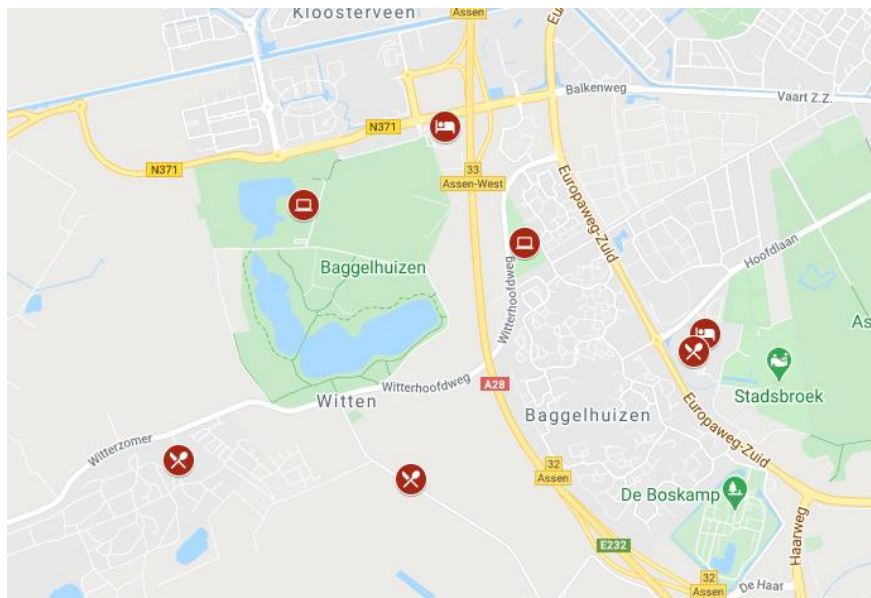 Kloosterveen
Assen
Eu
Balkenweg
Vaart Z.Z.
N371
N371
33
Assen-West
Europaweg-Zuid
Hoofdlaan
Baggelhuizen
Witterhoofdweg
As
Stadsbroek
A28
Witterhoofdweg
Witten
Baggelhuizen
Europaweg-Zuid
Witterzomer
32
Assen
De Boskamp
Haarweg
E232
32
Assen
De Haar